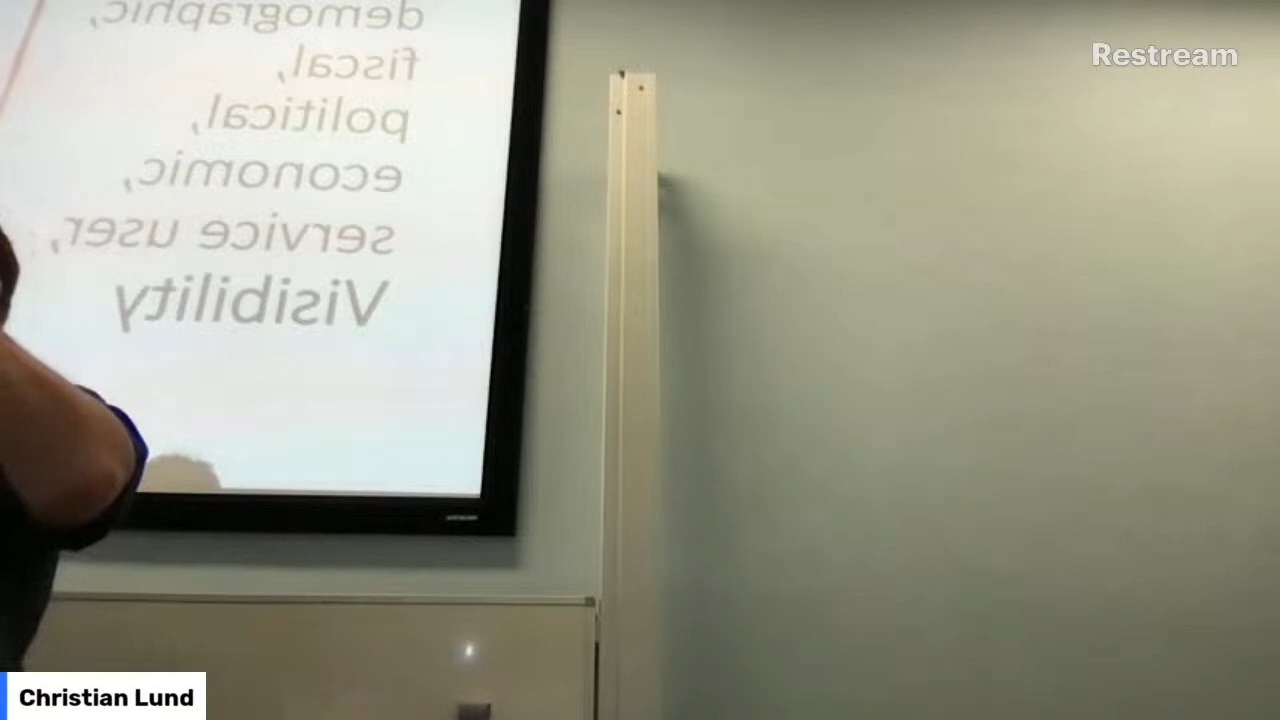 Restream
demographic,
fiscal,
political,
economic,
service user,
Visibility
Christian Lund